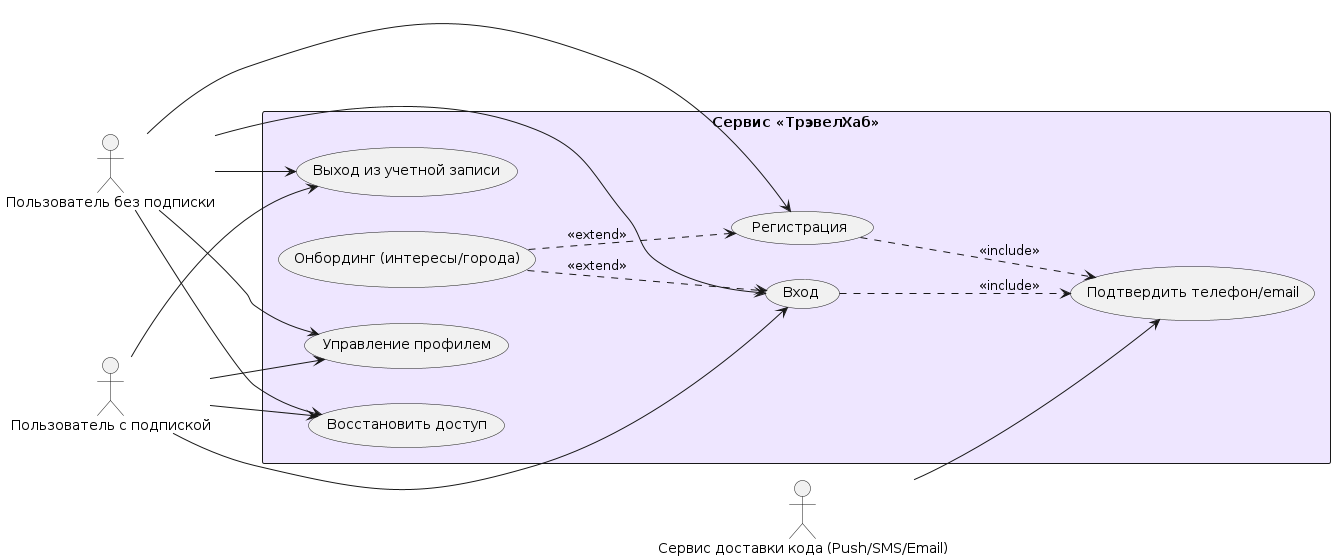 Сервис «ТрэвелХаб»
Выход из учетной записи
Пользователь без подписки
Регистрация
«extend»
«include»
Онбординг (интересы/города)
«extend»
Вход
«include»
Подтвердить телефон/email
Управление профилем
Восстановить доступ
Пользователь с подпиской
Сервис доставки кода (Push/SMS/Email)